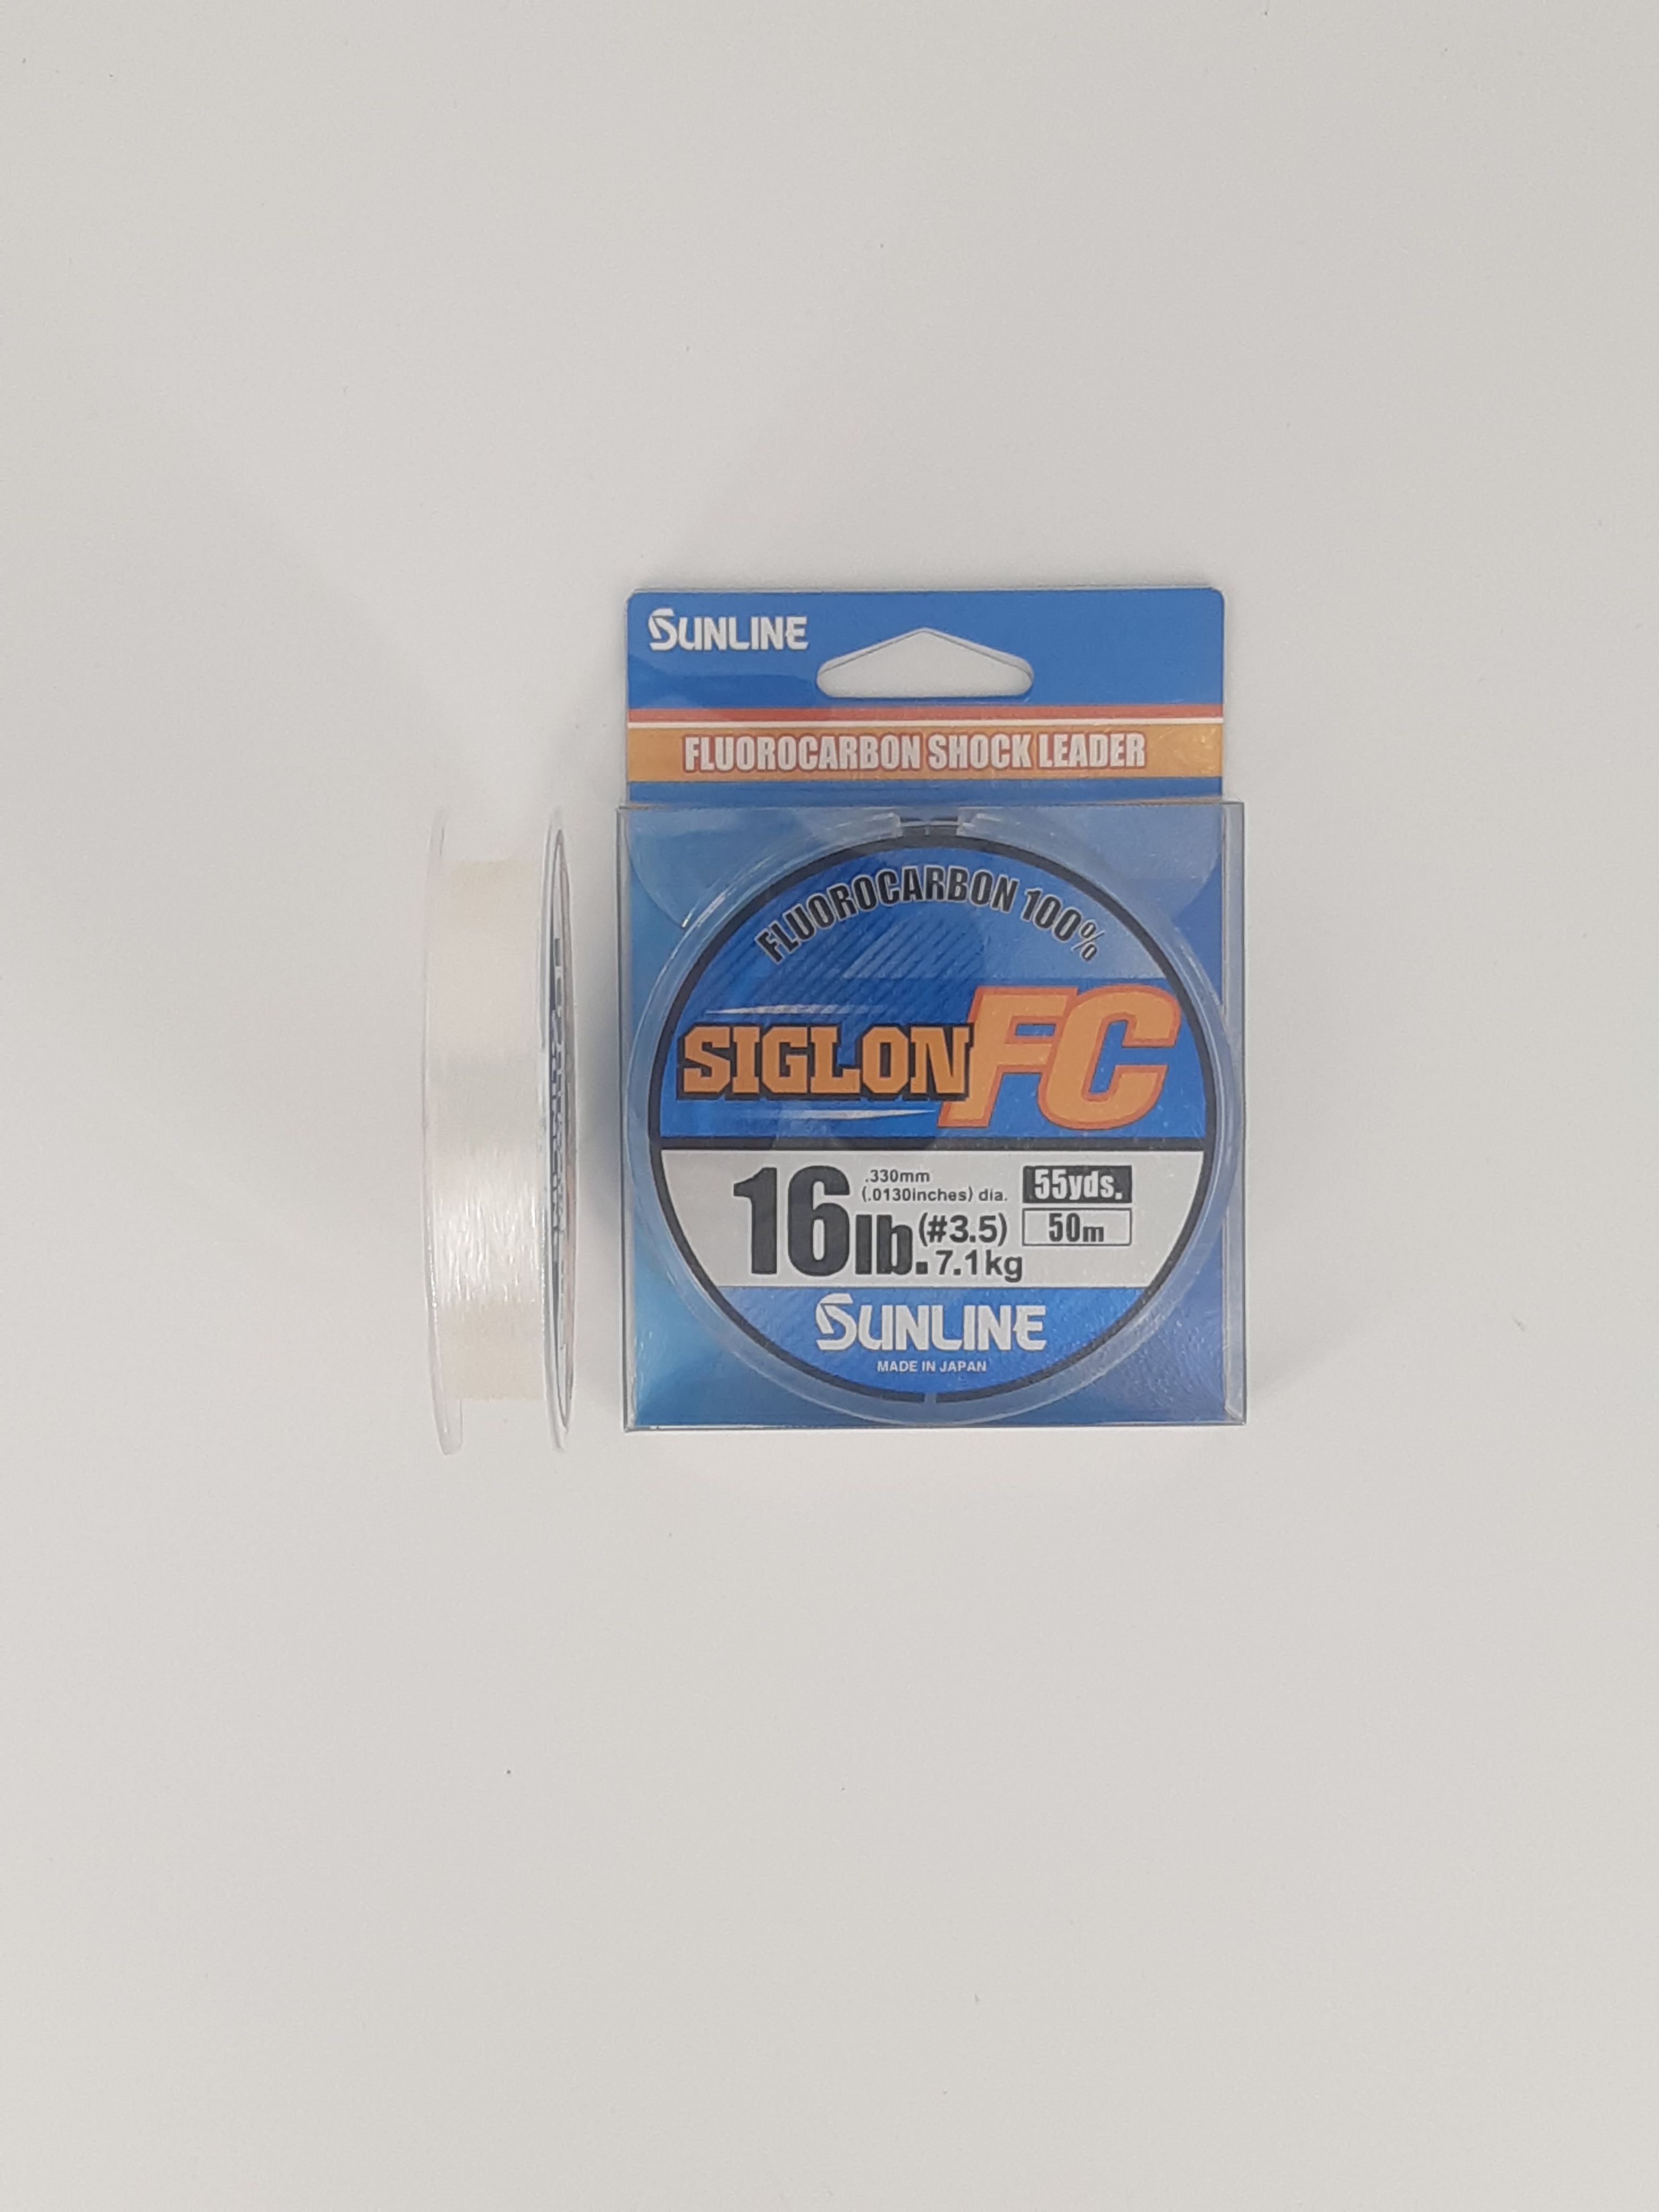 SUNLINE
FLUOROCARBON SHOCK LEADER
FLUOROCARBON 100%
SIGLON FC
16lb. (#3.5) 7.1kg
.330mm
(.0130inches) dia.
55yds.
50m
SUNLINE
MADE IN JAPAN